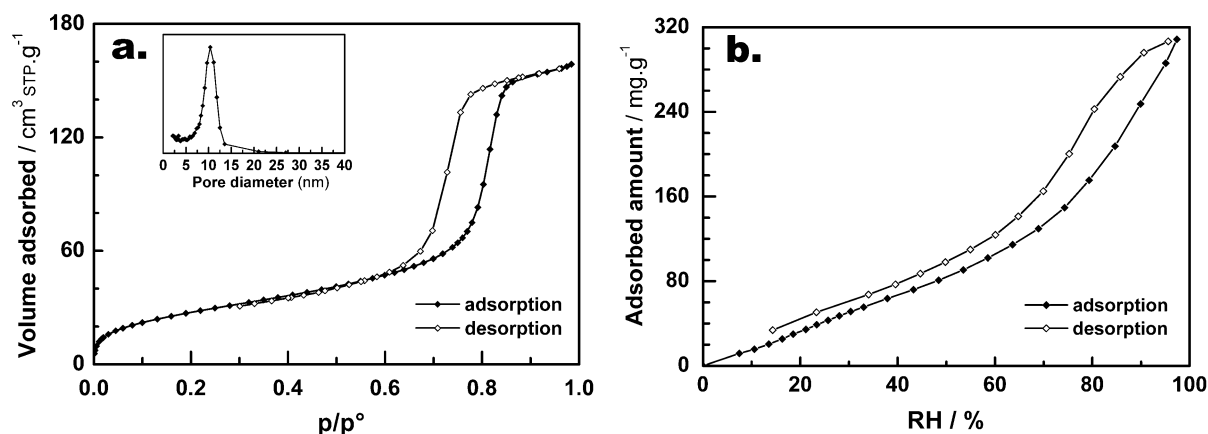 a.
Volume adsorbed / cm³ STP.g⁻¹
180
120
60
0
0.0 0.2 0.4 0.6 0.8 1.0
p/p°
0 5 10 15 20 25 30 35 40
Pore diameter (nm)
adsorption
desorption
b.
Adsorbed amount / mg.g⁻¹
320
240
160
80
0
0 20 40 60 80 100
RH / %
adsorption
desorption